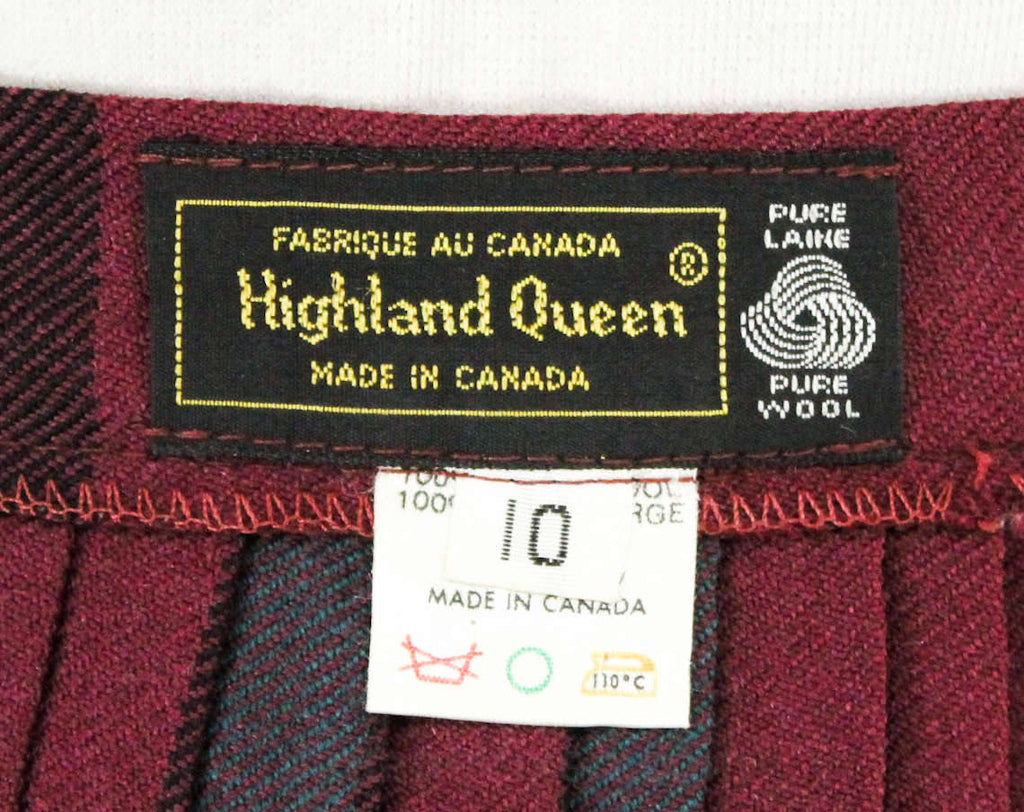 FABRIQUE AU CANADA
Highland Queen ®
MADE IN CANADA
PURE
LAINE
PURE
WOOL
10
MADE IN CANADA
110°C